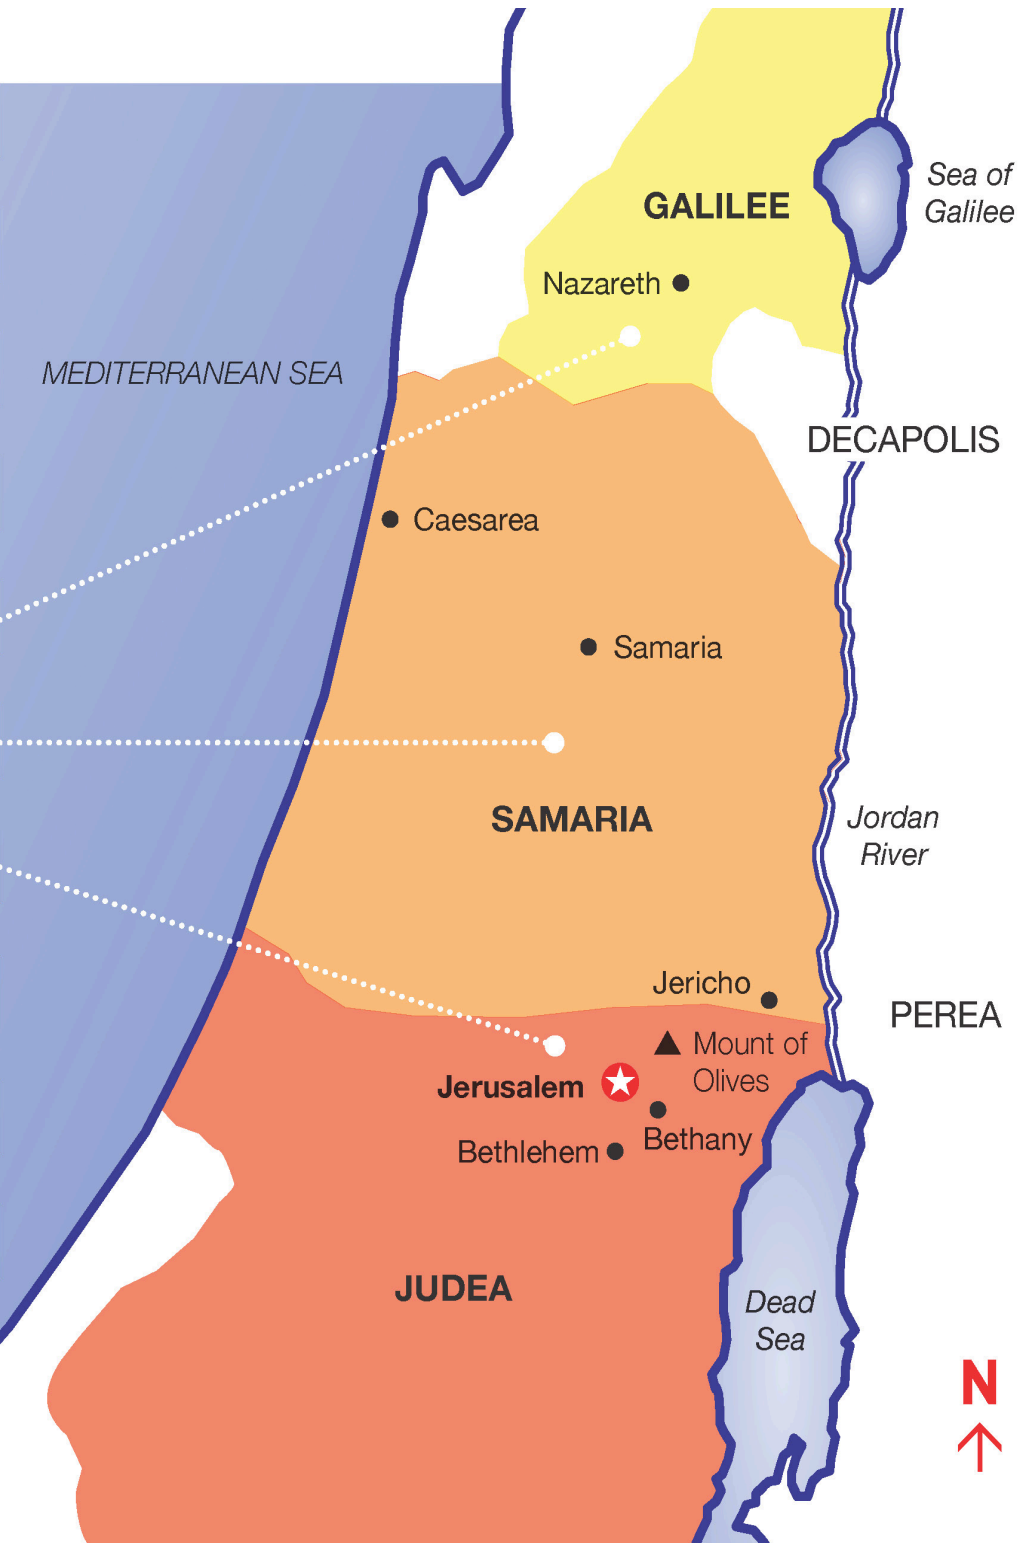 Sea of
Galilee
GALILEE
Nazareth
MEDITERRANEAN SEA
DECAPOLIS
Caesarea
Samaria
SAMARIA
Jordan
River
Jericho
PEREA
Mount of
Olives
Jerusalem
Bethany
Bethlehem
JUDEA
Dead
Sea
N